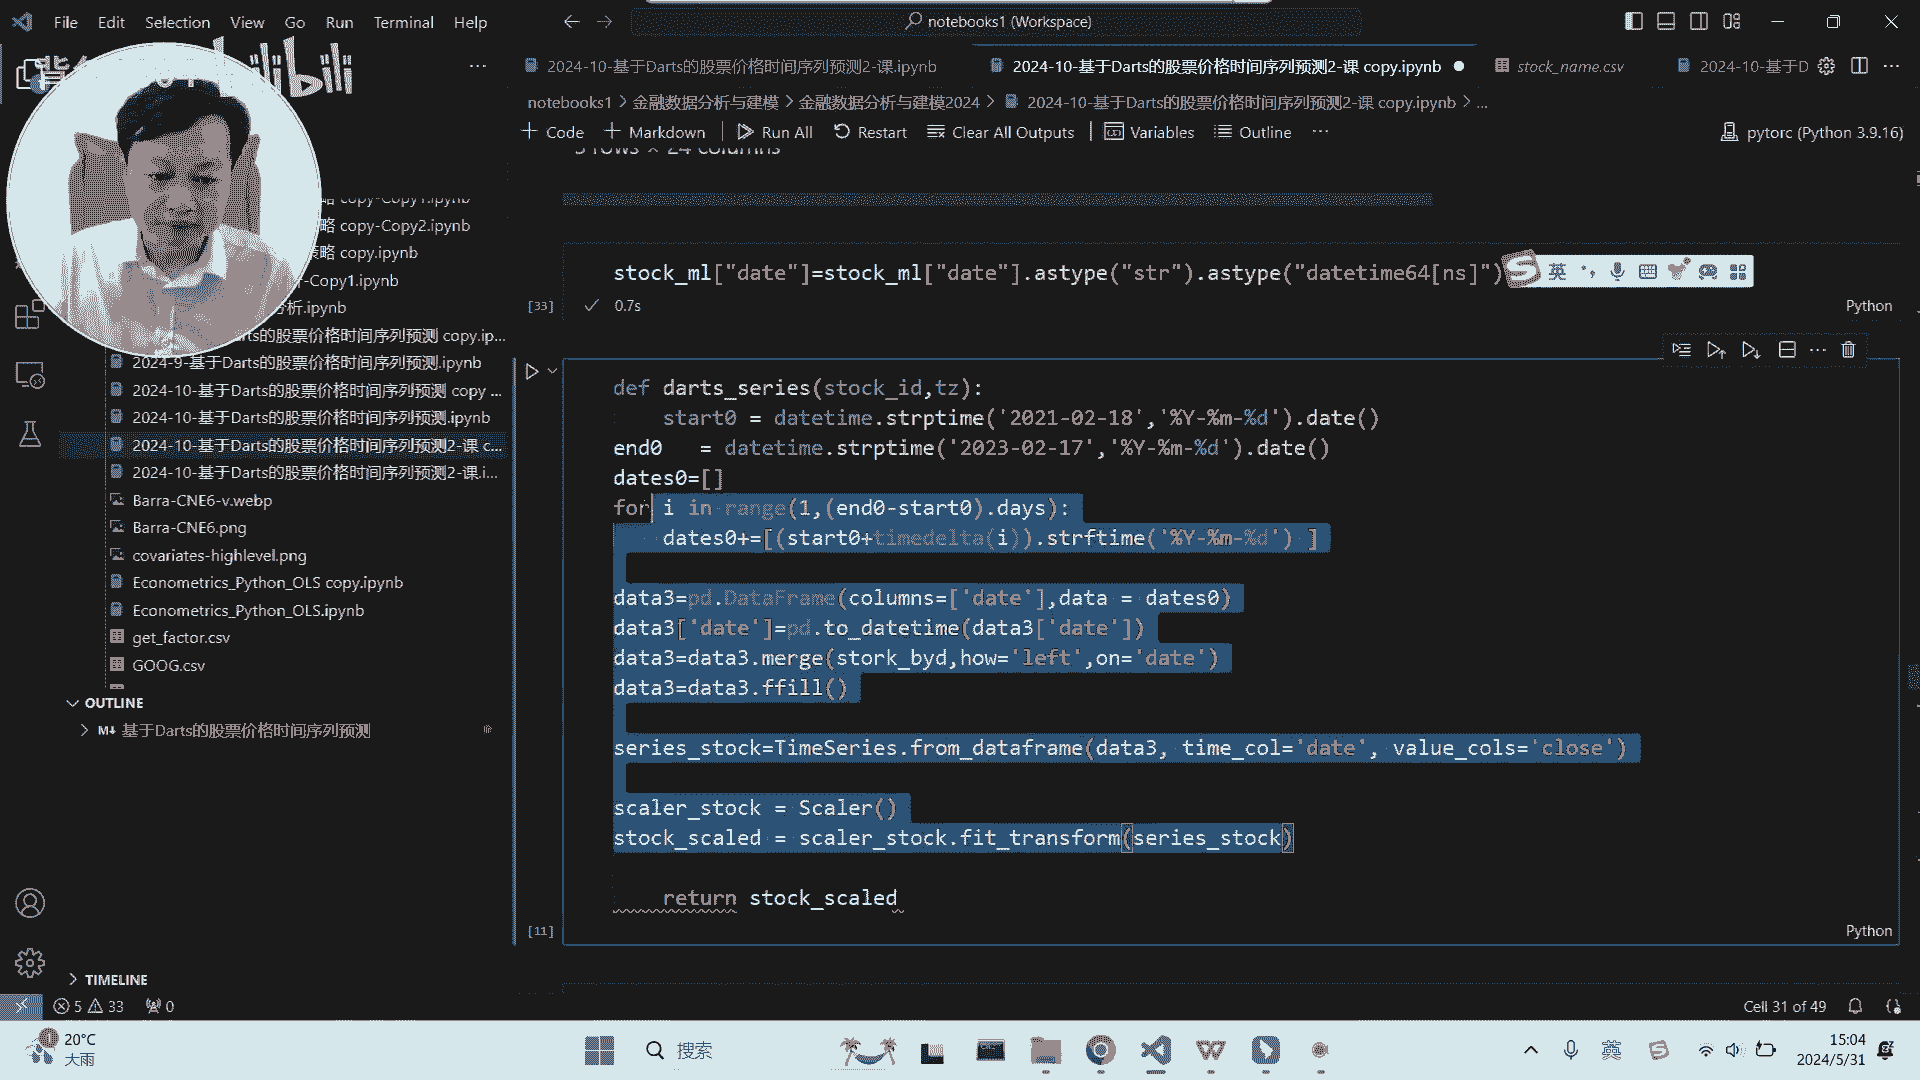 File Edit Selection View Go Run Terminal Help
notebooks1 (Workspace)
bilibili
2024-10-基于Darts的股票价格时间序列预测2-课.ipynb
2024-10-基于Darts的股票价格时间序列预测2-课 copy.ipynb
stock_name.csv
2024-10-基于D
notebooks1 > 金融数据分析与建模 > 金融数据分析与建模2024 > 2024-10-基于Darts的股票价格时间序列预测2-课 copy.ipynb > ...
+ Code + Markdown Run All Restart Clear All Outputs Variables Outline ...
pytorc (Python 3.9.16)
5 rows × 24 columns
copy-Copy1.ipynb
略 copy-Copy2.ipynb
策略 copy.ipynb
-Copy1.ipynb
分析.ipynb
arts的股票价格时间序列预测 copy.ip...
2024-9-基于Darts的股票价格时间序列预测.ipynb
2024-10-基于Darts的股票价格时间序列预测 copy ...
2024-10-基于Darts的股票价格时间序列预测.ipynb
2024-10-基于Darts的股票价格时间序列预测2-课 c...
2024-10-基于Darts的股票价格时间序列预测2-课.i...
Barra-CNE6-v.webp
Barra-CNE6.png
covariates-highlevel.png
Econometrics_Python_OLS copy.ipynb
Econometrics_Python_OLS.ipynb
get_factor.csv
GOOG.csv
OUTLINE
M↓ 基于Darts的股票价格时间序列预测
TIMELINE
stock_ml["date"]=stock_ml["date"].astype("str").astype("datetime64[ns]")
英
[33] 0.7s
Python
def darts_series(stock_id,tz):
    start0 = datetime.strptime('2021-02-18','%Y-%m-%d').date()
end0   = datetime.strptime('2023-02-17','%Y-%m-%d').date()
dates0=[]
for i in range(1,(end0-start0).days):
    dates0+=[(start0+timedelta(i)).strftime('%Y-%m-%d') ]
data3=pd.DataFrame(columns=['date'],data = dates0)
data3['date']=pd.to_datetime(data3['date'])
data3=data3.merge(stork_byd,how='left',on='date')
data3=data3.ffill()
series_stock=TimeSeries.from_dataframe(data3, time_col='date', value_cols='close')
scaler_stock = Scaler()
stock_scaled = scaler_stock.fit_transform(series_stock)
    return stock_scaled
[11]
Python
5 33 0
Cell 31 of 49
20°C
大雨
搜索
英
15:04
2024/5/31